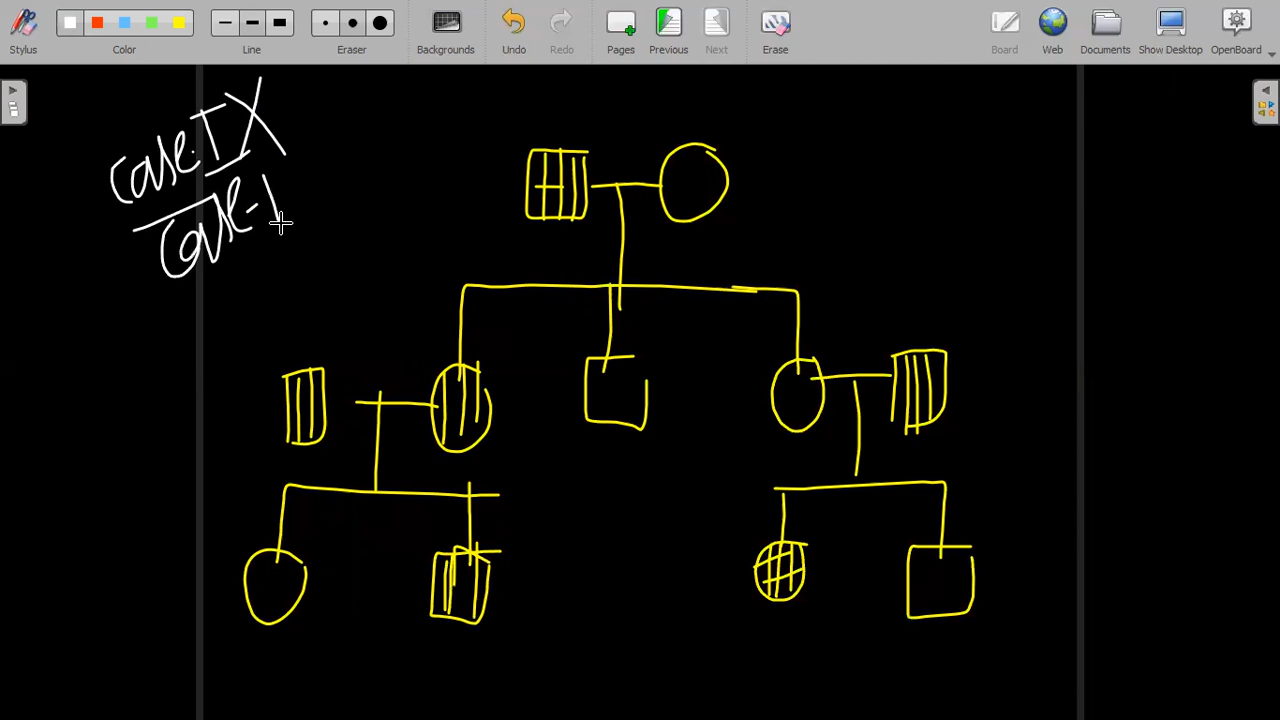 Stylus
Color
Line
Eraser
Backgrounds
Undo
Redo
Pages
Previous
Next
Erase
Board
Web
Documents
Show Desktop
OpenBoard
Case IX
Case-1